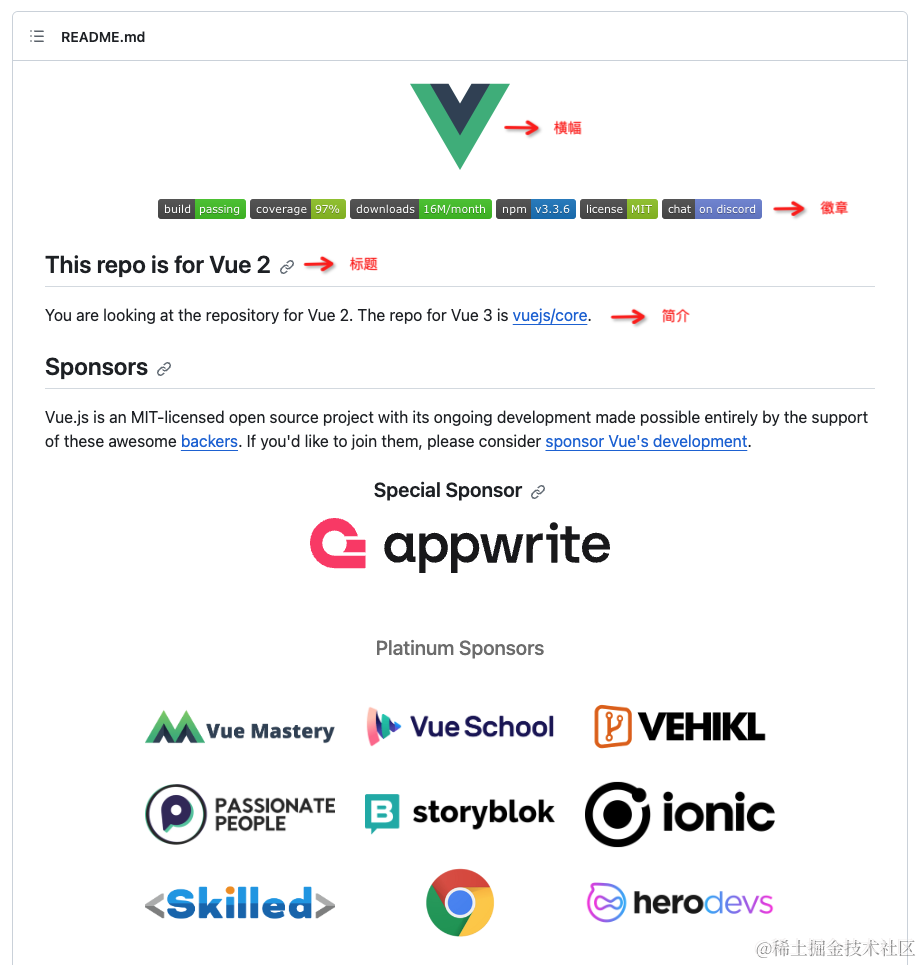 README.md
横幅
build passing coverage 97% downloads 16M/month npm v3.3.6 license MIT chat on discord 徽章
This repo is for Vue 2 标题
You are looking at the repository for Vue 2. The repo for Vue 3 is vuejs/core. 简介
Sponsors
Vue.js is an MIT-licensed open source project with its ongoing development made possible entirely by the support
of these awesome backers. If you'd like to join them, please consider sponsor Vue's development.
Special Sponsor
appwrite
Platinum Sponsors
Vue Mastery Vue School VEHIKL
PASSIONATE
PEOPLE storyblok ionic
<Skilled> herodevs
@稀土掘金技术社区